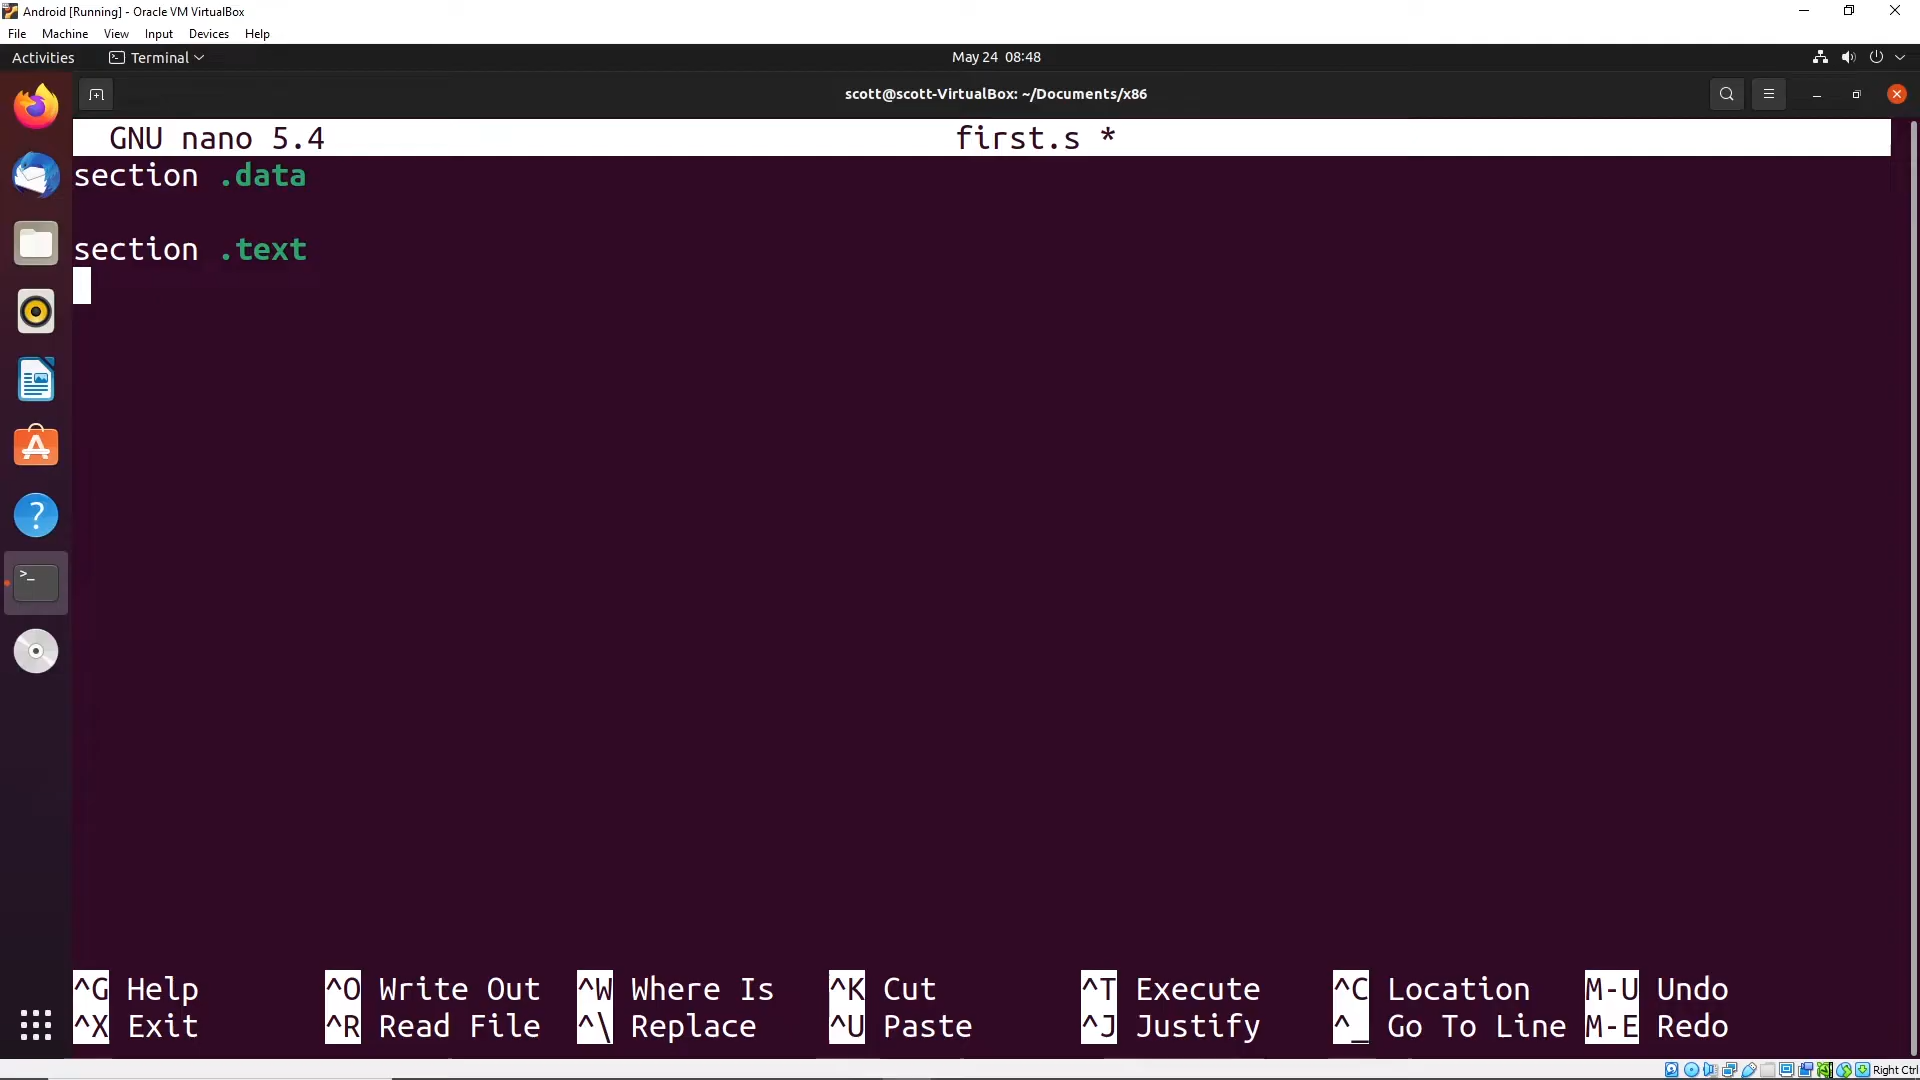 Android [Running] - Oracle VM VirtualBox
File Machine View Input Devices Help
Activities Terminal May 24 08:48
scott@scott-VirtualBox: ~/Documents/x86
GNU nano 5.4 first.s *
section .data
section .text
^G Help ^O Write Out ^W Where Is ^K Cut ^T Execute ^C Location M-U Undo
^X Exit ^R Read File ^\ Replace ^U Paste ^J Justify ^_ Go To Line M-E Redo
Right Ctrl